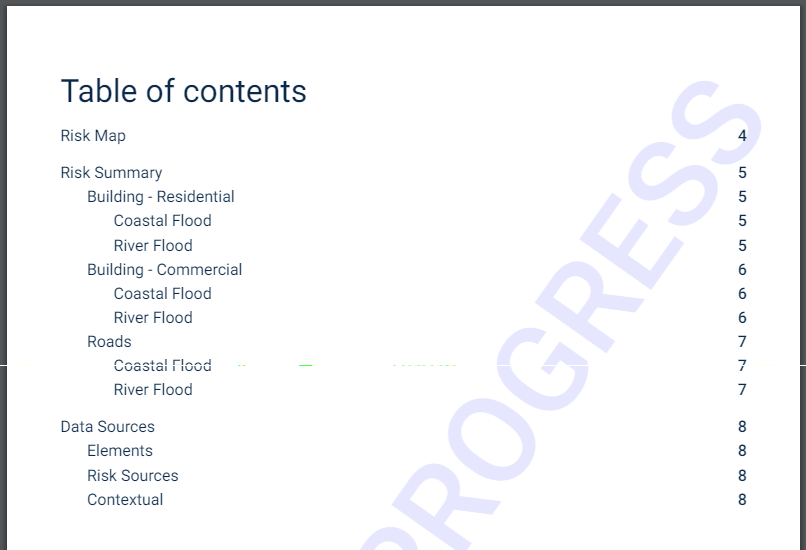 Table of contents
Risk Map 4
Risk Summary 5
Building - Residential 5
Coastal Flood 5
River Flood 5
Building - Commercial 6
Coastal Flood 6
River Flood 6
Roads 7
Coastal Flood 7
River Flood 7
Data Sources 8
Elements 8
Risk Sources 8
Contextual 8
PROGRESS